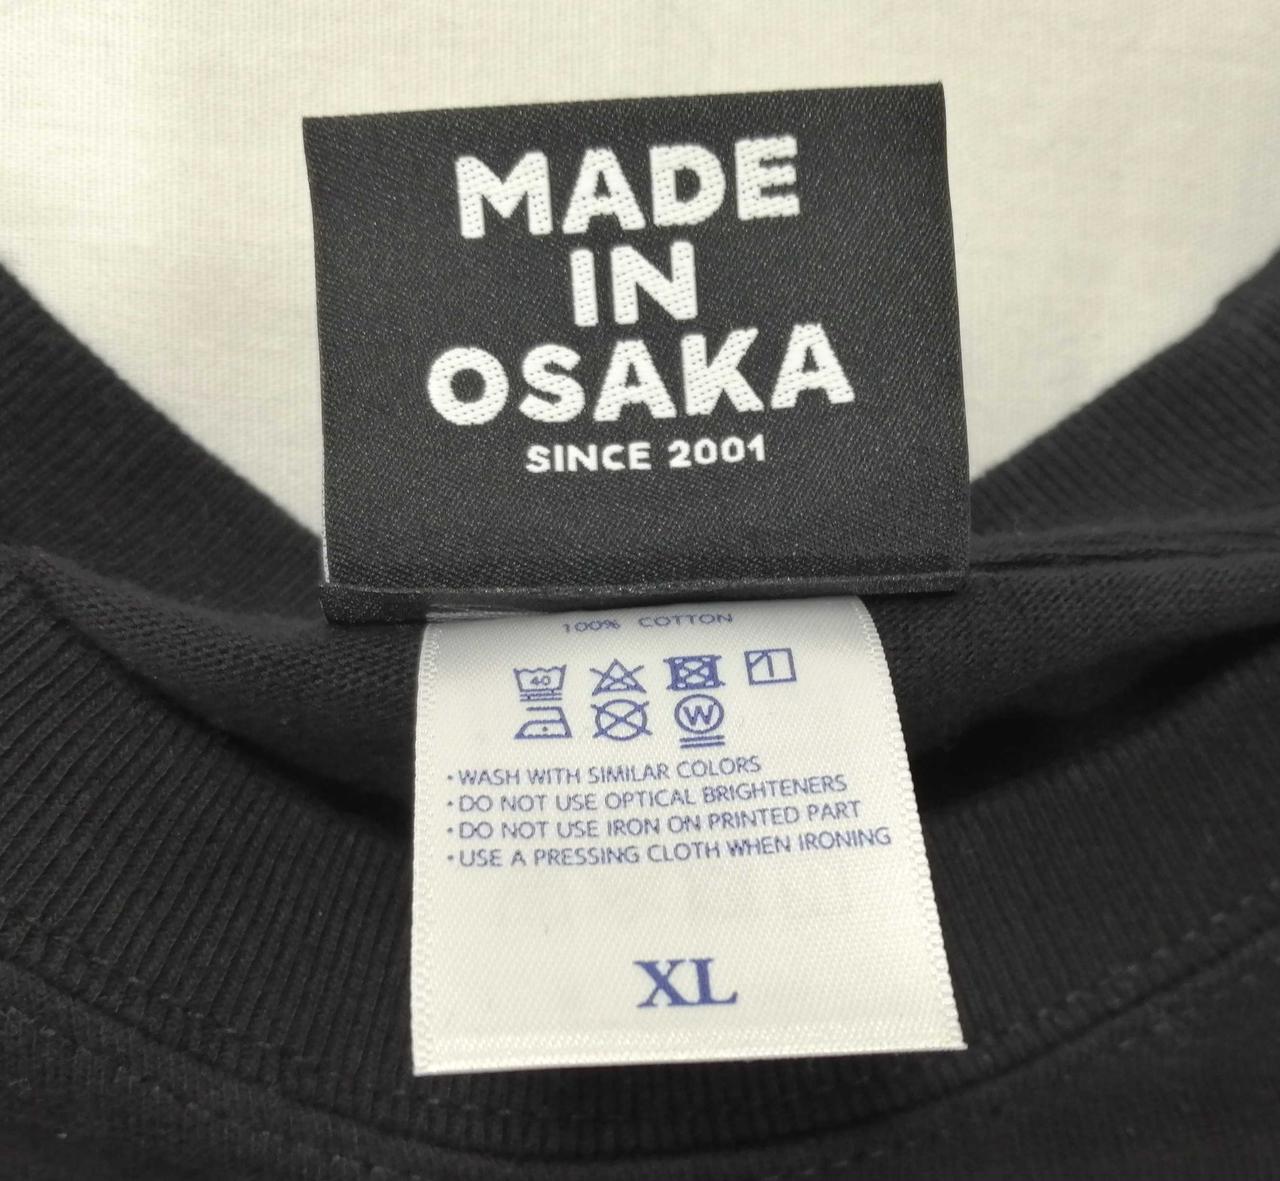 MADE
IN
OSAKA
SINCE 2001
100% COTTON
40
W
• WASH WITH SIMILAR COLORS
• DO NOT USE OPTICAL BRIGHTENERS
• DO NOT USE IRON ON PRINTED PART
• USE A PRESSING CLOTH WHEN IRONING
XL